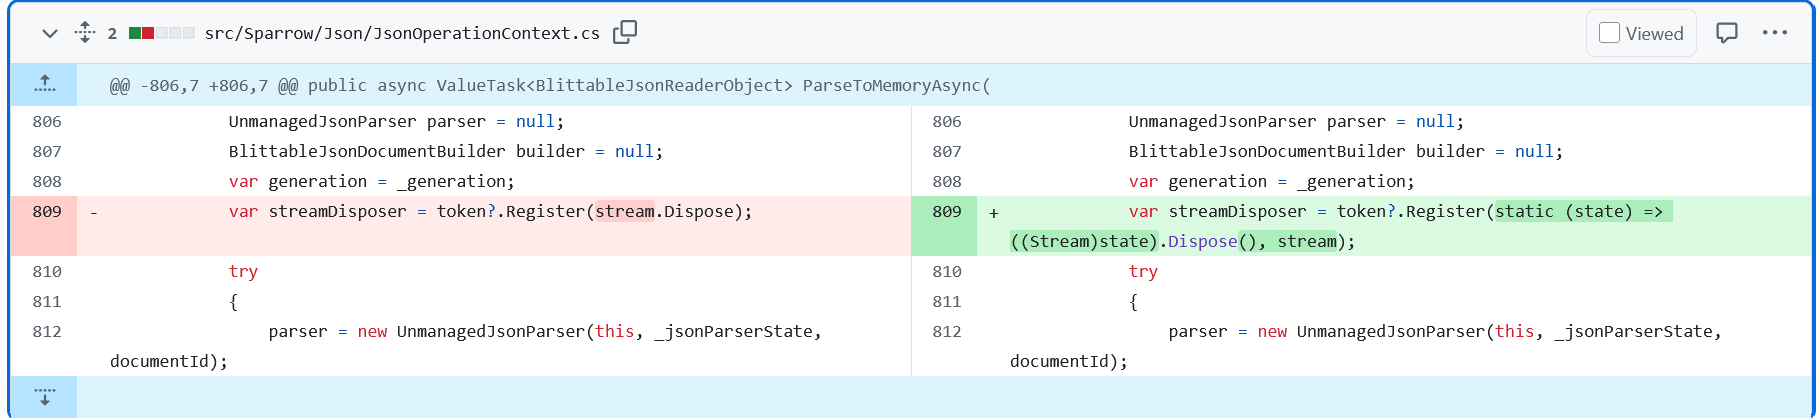 2 src/Sparrow/Json/JsonOperationContext.cs Viewed
@@ -806,7 +806,7 @@ public async ValueTask<BlittableJsonReaderObject> ParseToMemoryAsync(
806 UnmanagedJsonParser parser = null;
807 BlittableJsonDocumentBuilder builder = null;
808 var generation = _generation;
809 - var streamDisposer = token?.Register(stream.Dispose);
810 try
811 {
812 parser = new UnmanagedJsonParser(this, _jsonParserState,
documentId);
806 UnmanagedJsonParser parser = null;
807 BlittableJsonDocumentBuilder builder = null;
808 var generation = _generation;
809 + var streamDisposer = token?.Register(static (state) =>
((Stream)state).Dispose(), stream);
810 try
811 {
812 parser = new UnmanagedJsonParser(this, _jsonParserState,
documentId);